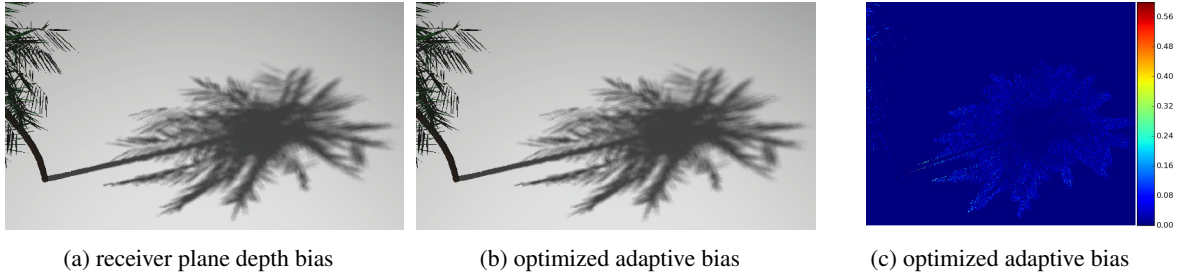 0.56
0.48
0.40
0.32
0.24
0.16
0.08
0.00
(a) receiver plane depth bias
(b) optimized adaptive bias
(c) optimized adaptive bias